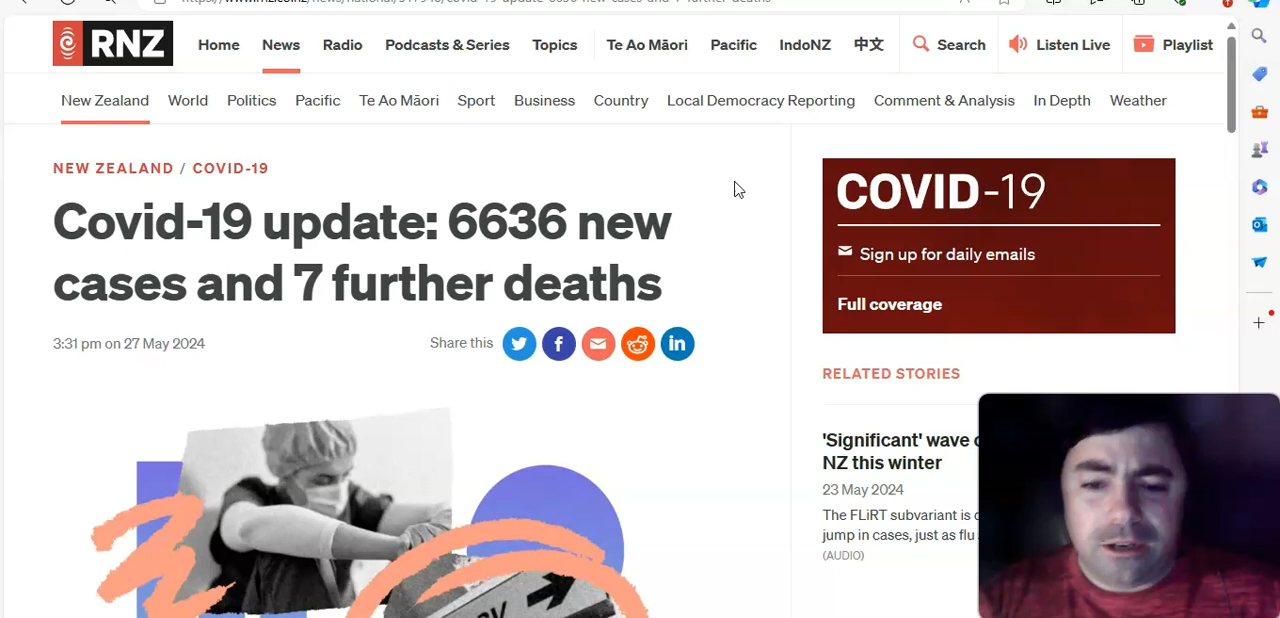 RNZ Home News Radio Podcasts & Series Topics Te Ao Māori Pacific IndoNZ 中文 Search Listen Live Playlist
New Zealand World Politics Pacific Te Ao Māori Sport Business Country Local Democracy Reporting Comment & Analysis In Depth Weather
NEW ZEALAND / COVID-19
Covid-19 update: 6636 new
cases and 7 further deaths
3:31 pm on 27 May 2024
Share this
COVID-19
Sign up for daily emails
Full coverage
RELATED STORIES
'Significant' wave
NZ this winter
23 May 2024
The FLiRT subvariant is
jump in cases, just as flu
(AUDIO)